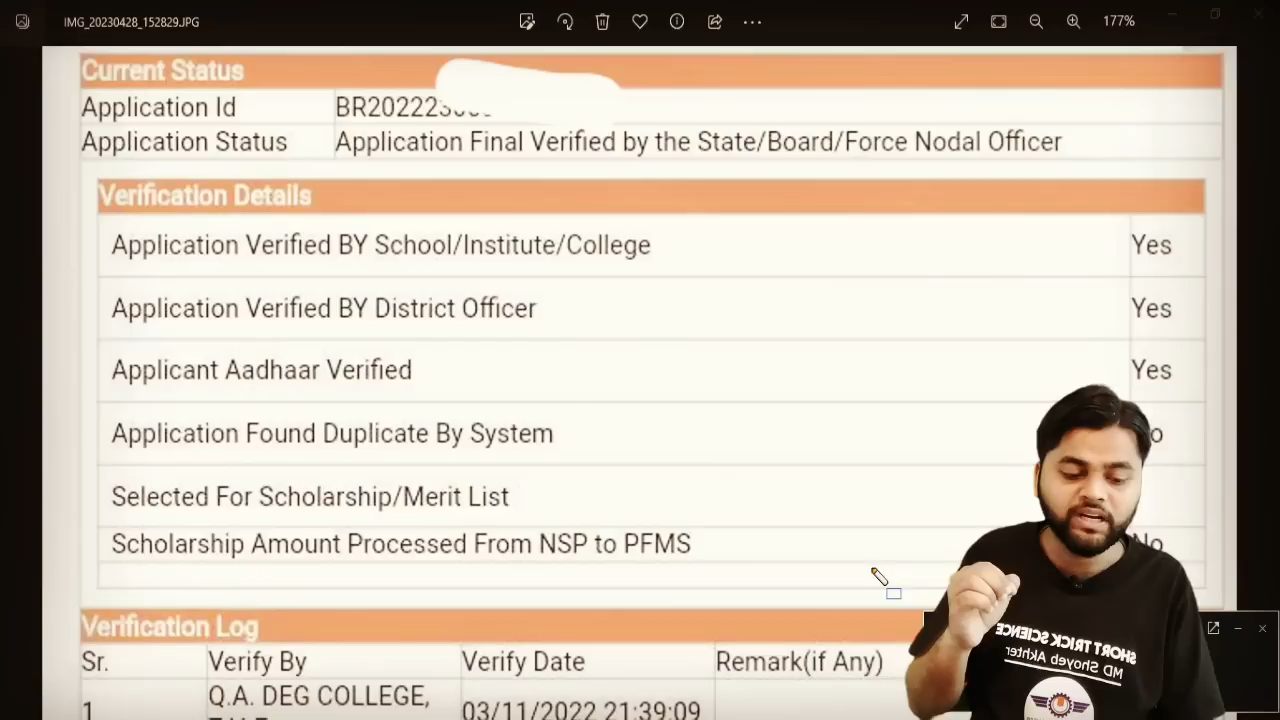 IMG_20230428_152829.JPG
177%
Current Status
Application Id BR202223
Application Status Application Final Verified by the State/Board/Force Nodal Officer
Verification Details
Application Verified BY School/Institute/College Yes
Application Verified BY District Officer Yes
Applicant Aadhaar Verified Yes
Application Found Duplicate By System
Selected For Scholarship/Merit List
Scholarship Amount Processed From NSP to PFMS No
Verification Log
Sr. Verify By Verify Date Remark(if Any)
1 Q.A. DEG COLLEGE, 03/11/2022 21:39:09
SHORT TRICK SCIENCE
MD Shoyeb Akhter